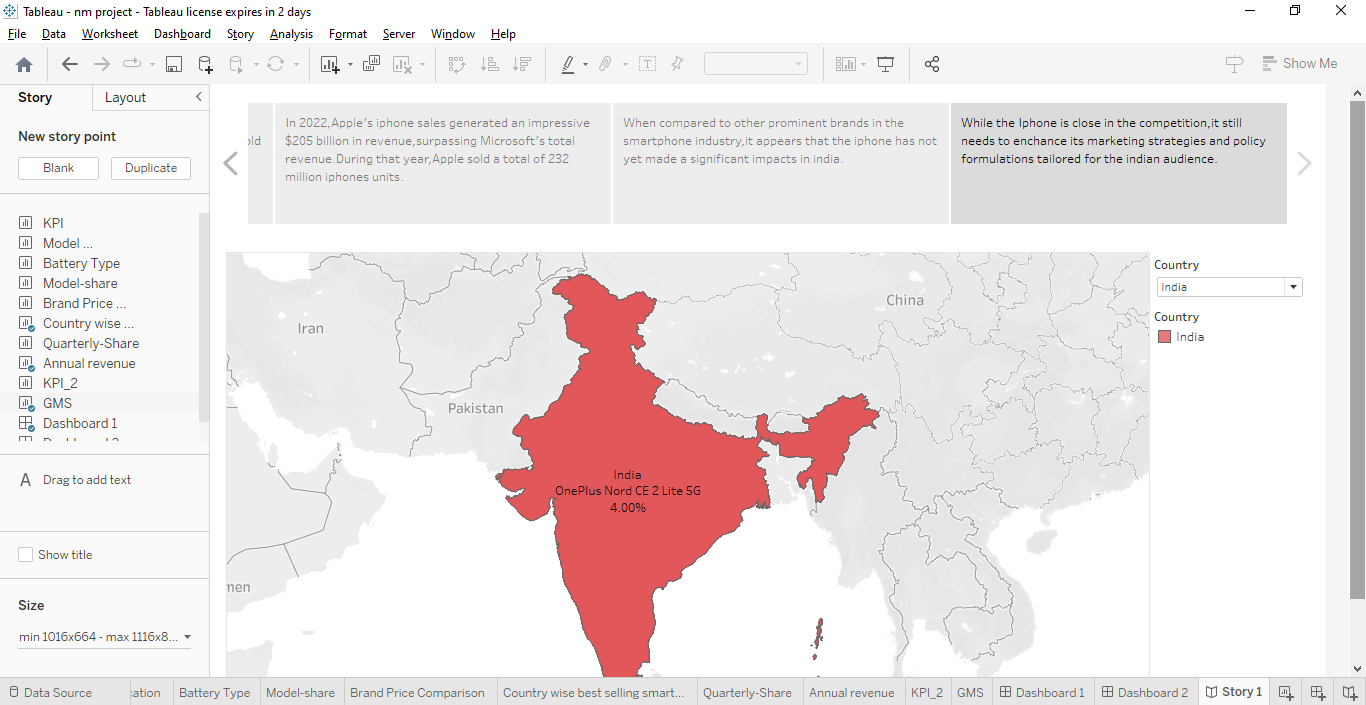 Tableau - nm project - Tableau license expires in 2 days
File Data Worksheet Dashboard Story Analysis Format Server Window Help
Show Me
Story Layout
New story point
Blank Duplicate
KPI
Model ...
Battery Type
Model-share
Brand Price ...
Country wise ...
Quarterly-Share
Annual revenue
KPI_2
GMS
Dashboard 1
A Drag to add text
Show title
Size
min 1016x664 - max 1116x8...
old
In 2022,Apple's iphone sales generated an impressive
$205 billion in revenue,surpassing Microsoft's total
revenue.During that year,Apple sold a total of 232
million iphones units.
When compared to other prominent brands in the
smartphone industry,it appears that the iphone has not
yet made a significant impacts in india.
While the Iphone is close in the competition,it still
needs to enchance its marketing strategies and policy
formulations tailored for the indian audience.
Iran
China
Pakistan
India
OnePlus Nord CE 2 Lite 5G
4.00%
men
Country
India
Country
India
Data Source cation Battery Type Model-share Brand Price Comparison Country wise best selling smart... Quarterly-Share Annual revenue KPI_2 GMS Dashboard 1 Dashboard 2 Story 1